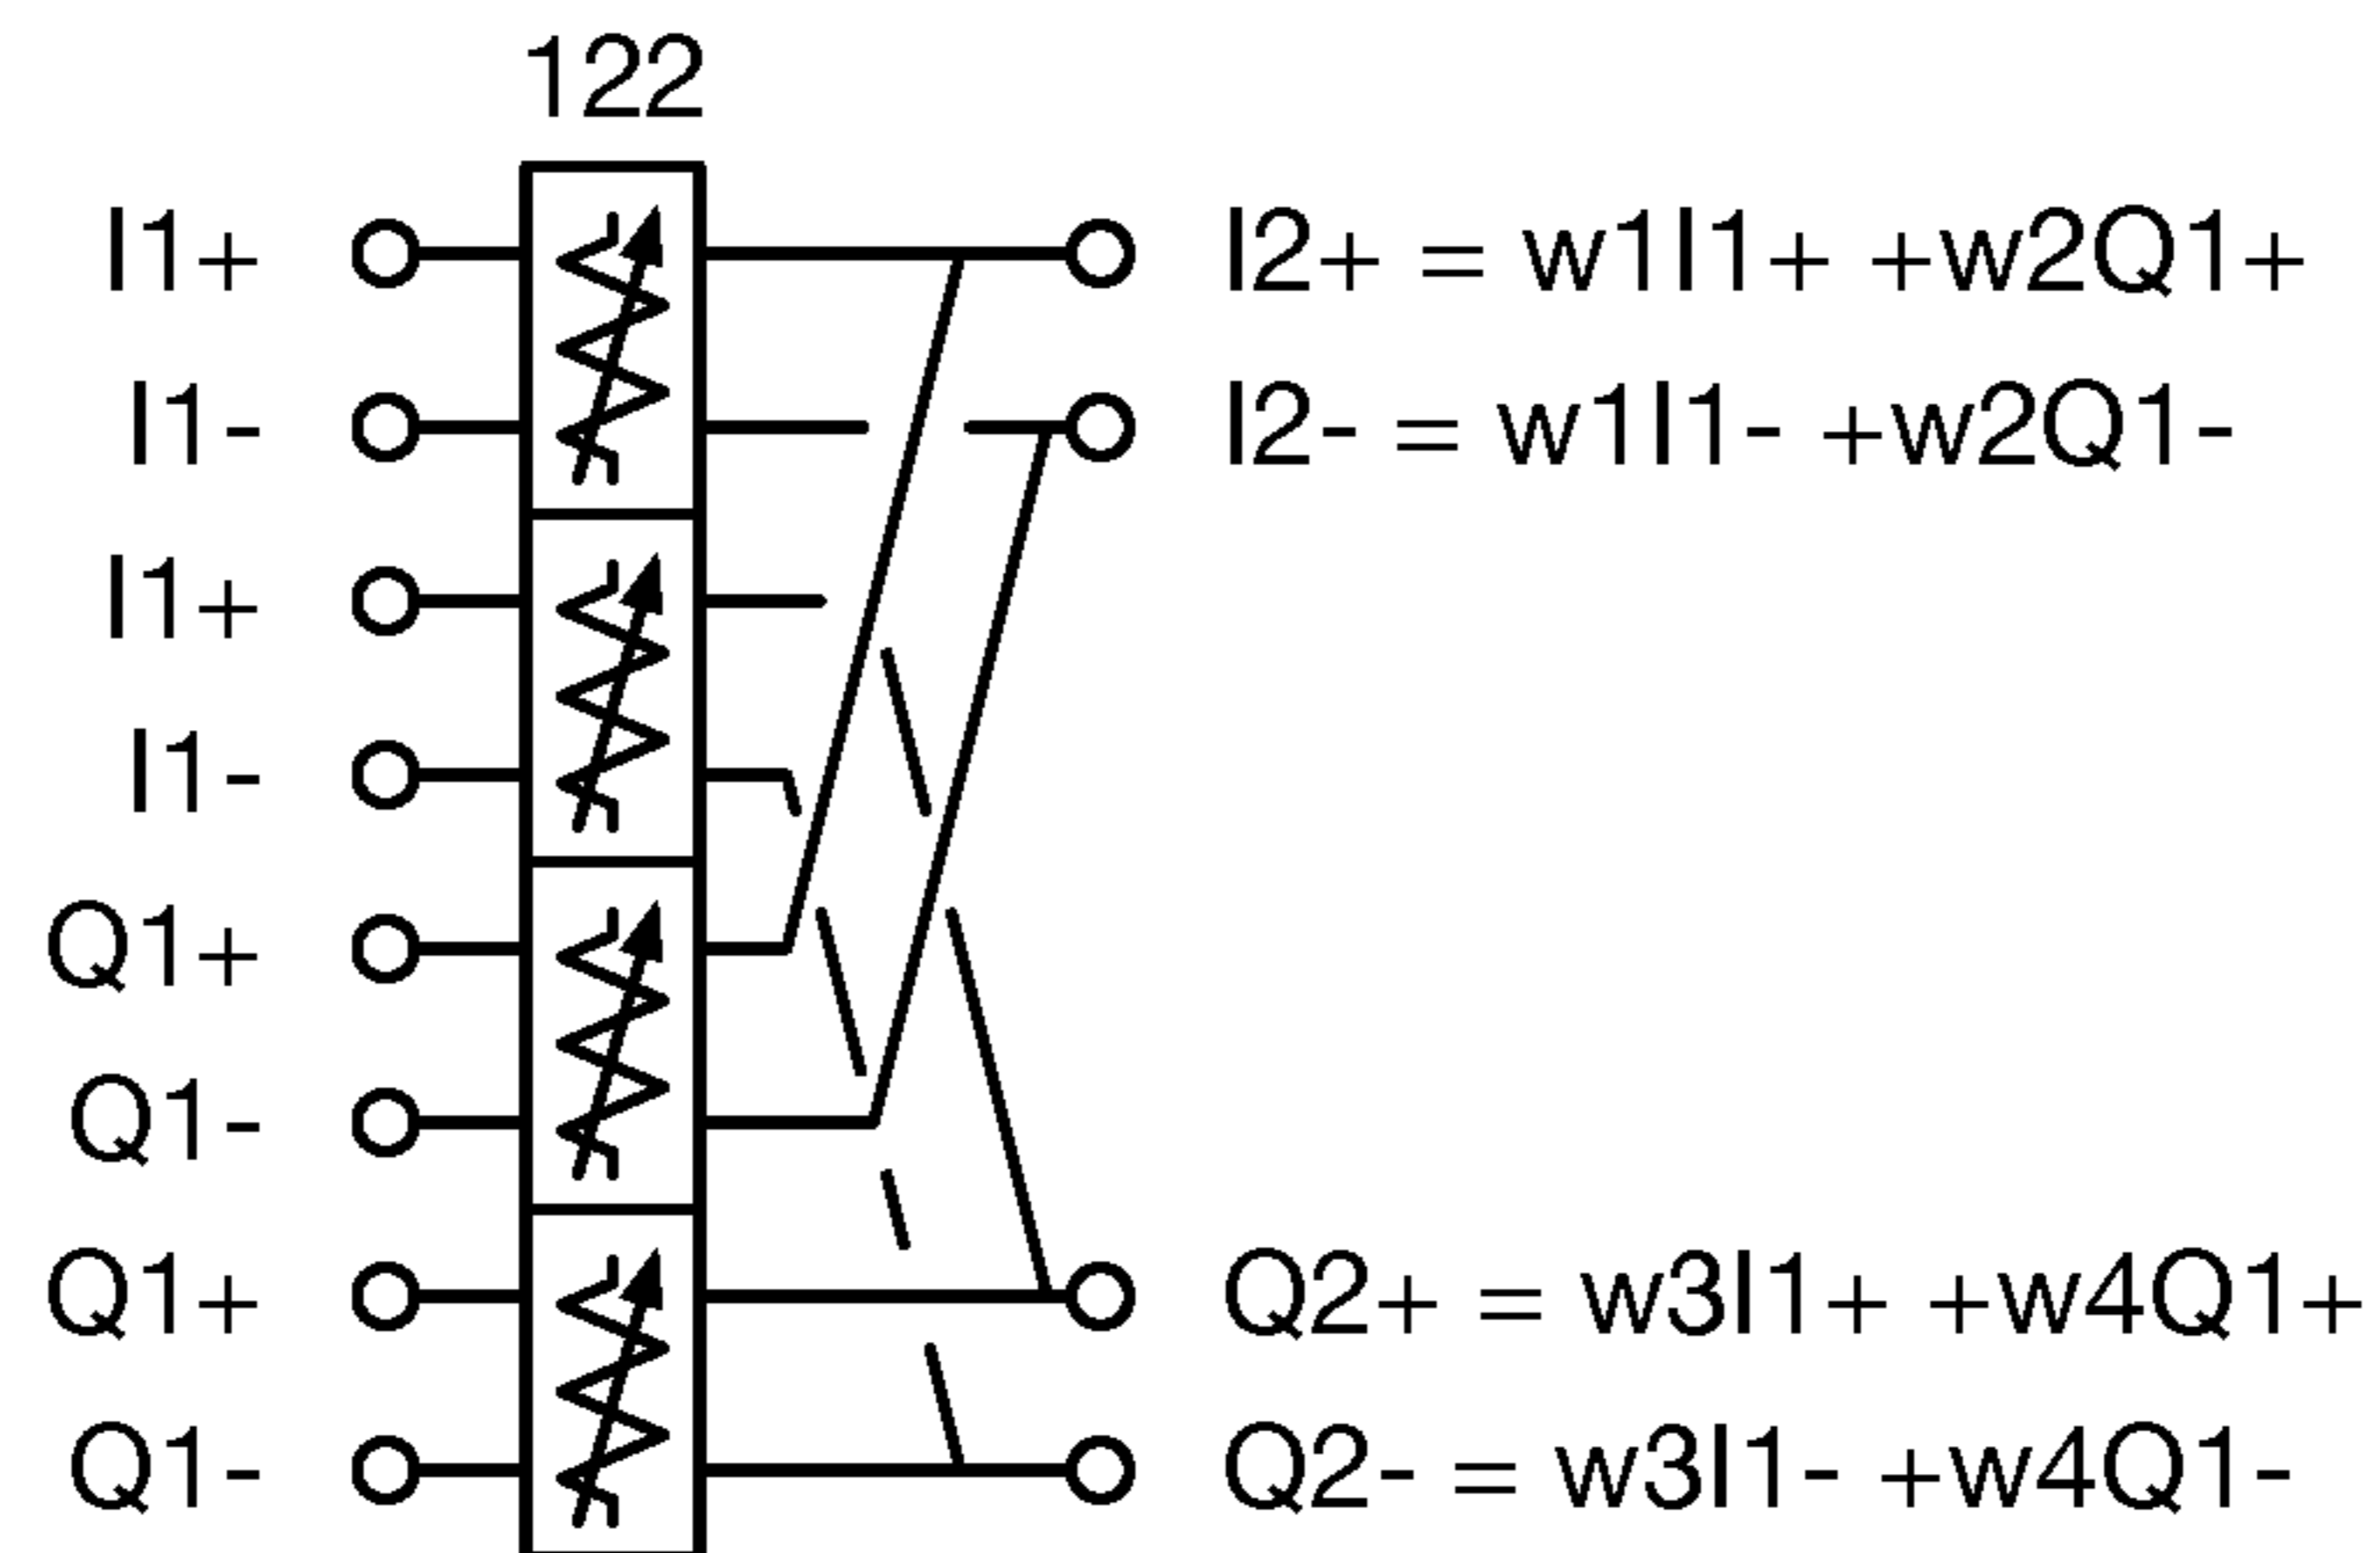 122
I1+
I2+ = w1I1+ +w2Q1+
I1-
I2- = w1I1- +w2Q1-
I1+
I1-
Q1+
Q1-
Q1+
Q2+ = w3I1+ +w4Q1+
Q1-
Q2- = w3I1- +w4Q1-